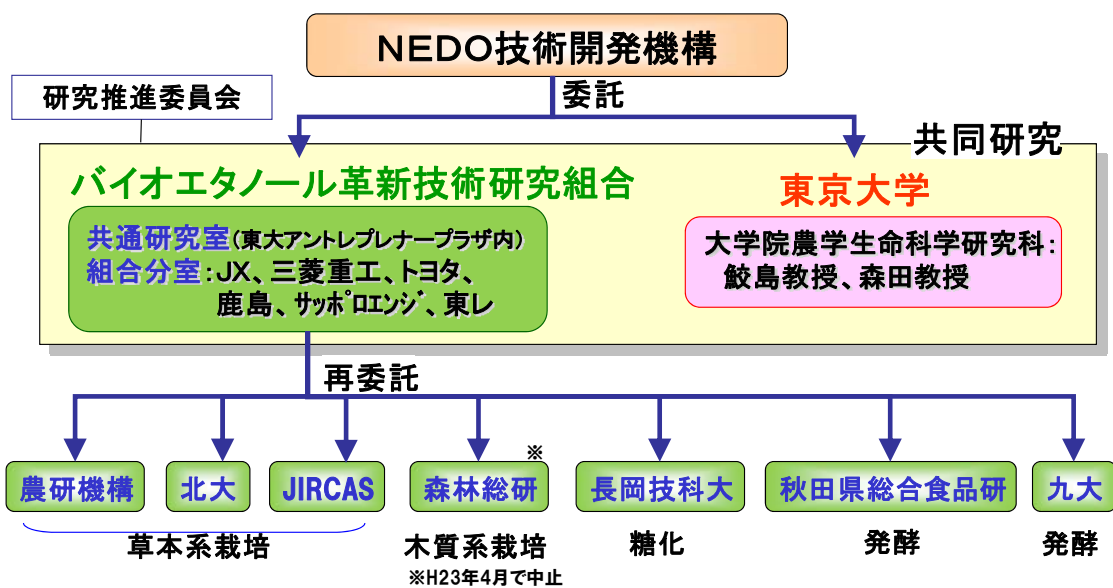 NEDO技術開発機構
委託
研究推進委員会
共同研究
バイオエタノール革新技術研究組合
東京大学
共通研究室(東大アントレプレナープラザ内)
組合分室:JX、三菱重工、トヨタ、
鹿島、サッポロエンジ、東レ
大学院農学生命科学研究科:
鮫島教授、森田教授
再委託
※
農研機構
北大
JIRCAS
森林総研
長岡技科大
秋田県総合食品研
九大
草本系栽培
木質系栽培
糖化
発酵
発酵
※H23年4月で中止